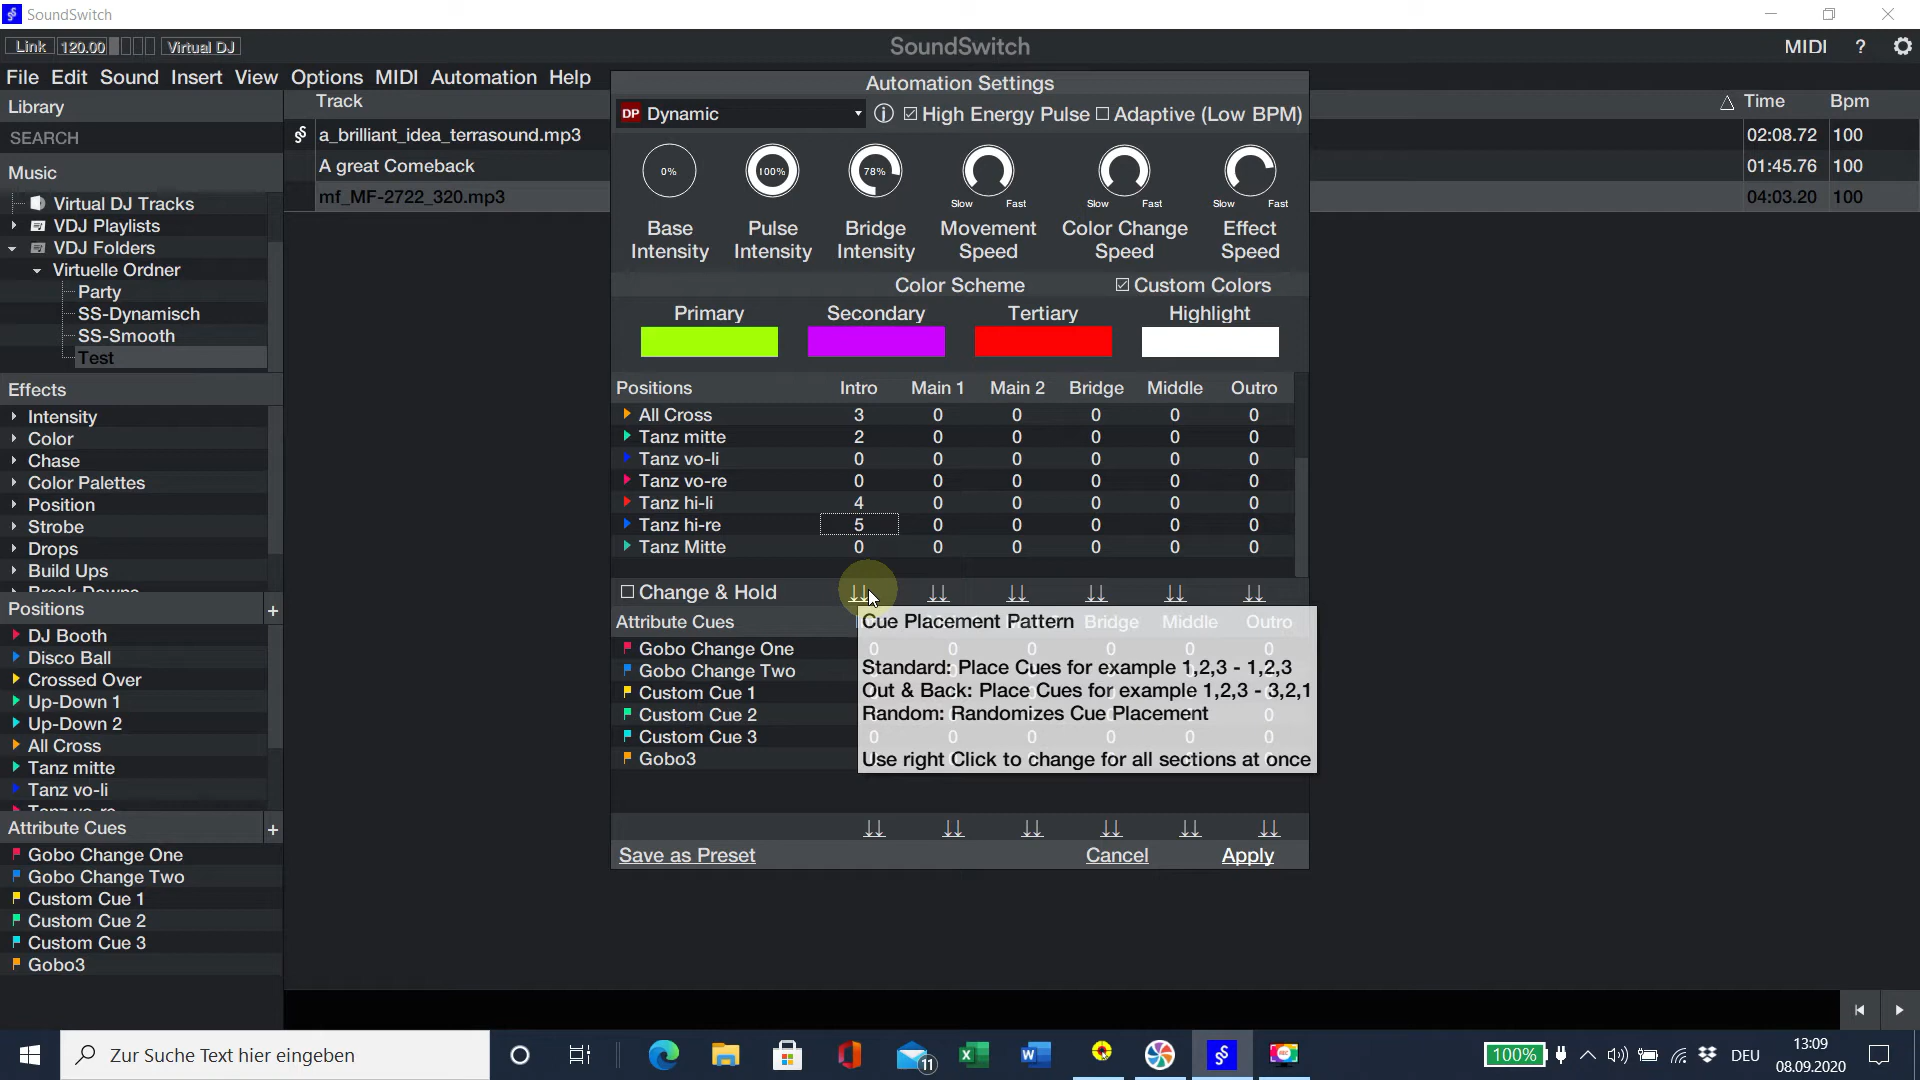 SoundSwitch
Link 120.00 Virtual DJ
SoundSwitch
MIDI ?
File Edit Sound Insert View Options MIDI Automation Help
Library
SEARCH
Music
Virtual DJ Tracks
VDJ Playlists
VDJ Folders
Virtuelle Ordner
Party
SS-Dynamisch
SS-Smooth
Test
Effects
Intensity
Color
Chase
Color Palettes
Position
Strobe
Drops
Build Ups
Positions +
DJ Booth
Disco Ball
Crossed Over
Up-Down 1
Up-Down 2
All Cross
Tanz mitte
Tanz vo-li
Attribute Cues +
Gobo Change One
Gobo Change Two
Custom Cue 1
Custom Cue 2
Custom Cue 3
Gobo3
Track Time Bpm
a_brilliant_idea_terrasound.mp3 02:08.72 100
A great Comeback 01:45.76 100
mf_MF-2722_320.mp3 04:03.20 100
Automation Settings
DP Dynamic High Energy Pulse Adaptive (Low BPM)
0% 100% 78%
Slow Fast Slow Fast Slow Fast
Base Pulse Bridge Movement Color Change Effect
Intensity Intensity Intensity Speed Speed Speed
Color Scheme Custom Colors
Primary Secondary Tertiary Highlight
Positions Intro Main 1 Main 2 Bridge Middle Outro
All Cross 3 0 0 0 0 0
Tanz mitte 2 0 0 0 0 0
Tanz vo-li 0 0 0 0 0 0
Tanz vo-re 0 0 0 0 0 0
Tanz hi-li 4 0 0 0 0 0
Tanz hi-re 5 0 0 0 0 0
Tanz Mitte 0 0 0 0 0 0
Change & Hold
Attribute Cues Bridge Middle Outro
Gobo Change One
Gobo Change Two
Custom Cue 1
Custom Cue 2
Custom Cue 3
Gobo3
Cue Placement Pattern
Standard: Place Cues for example 1,2,3 - 1,2,3
Out & Back: Place Cues for example 1,2,3 - 3,2,1
Random: Randomizes Cue Placement
Use right Click to change for all sections at once
Save as Preset Cancel Apply
Zur Suche Text hier eingeben
11
100%
DEU
13:09
08.09.2020